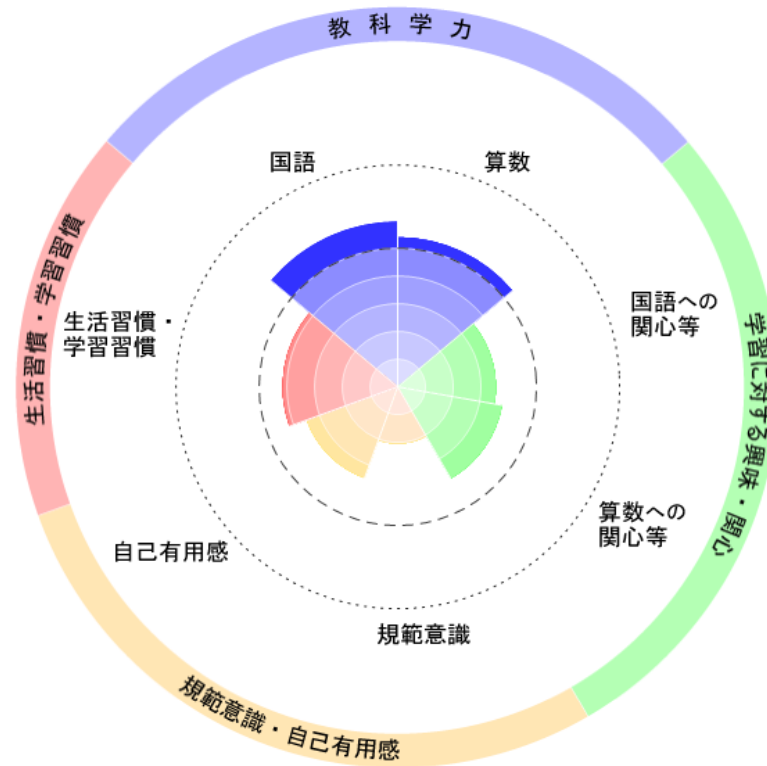 教科学力
国語
算数
生活習慣・学習習慣
生活習慣・
学習習慣
国語への
関心等
学習に対する興味・関心
算数への
関心等
自己有用感
規範意識
規範意識・自己有用感